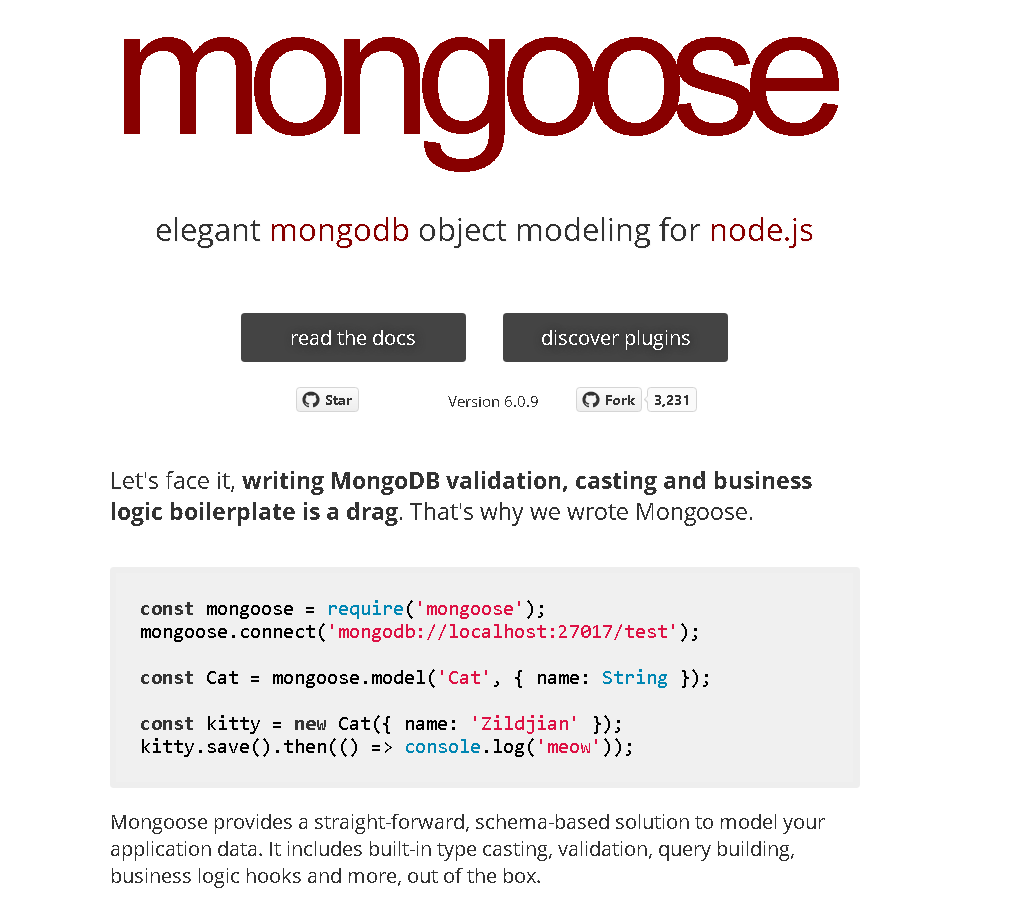 mongoose
elegant mongodb object modeling for node.js
read the docs discover plugins
Star Version 6.0.9 Fork 3,231
Let's face it, writing MongoDB validation, casting and business
logic boilerplate is a drag. That's why we wrote Mongoose.
const mongoose = require('mongoose');
mongoose.connect('mongodb://localhost:27017/test');
const Cat = mongoose.model('Cat', { name: String });
const kitty = new Cat({ name: 'Zildjian' });
kitty.save().then(() => console.log('meow'));
Mongoose provides a straight-forward, schema-based solution to model your
application data. It includes built-in type casting, validation, query building,
business logic hooks and more, out of the box.